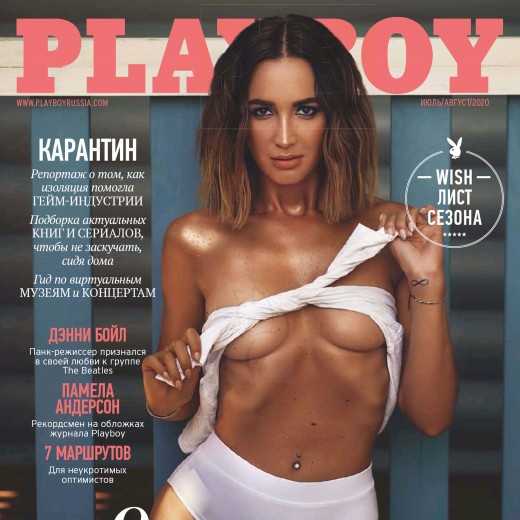 PLAYBOY
WWW.PLAYBOYRUSSIA.COM
ИЮЛЬ/АВГУСТ/2020
КАРАНТИН
Репортаж о том, как
изоляция помогла
ГЕЙМ-ИНДУСТРИИ
Подборка актуальных
КНИГ И СЕРИАЛОВ,
чтобы не заскучать,
сидя дома
Гид по виртуальным
МУЗЕЯМ и КОНЦЕРТАМ
WISH
ЛИСТ
СЕЗОНА
ДЭННИ БОЙЛ
Панк-режиссер признался
в своей любви к группе
The Beatles
ПАМЕЛА
АНДЕРСОН
Рекордсмен на обложках
журнала Playboy
7 МАРШРУТОВ
Для неукротимых
оптимистов